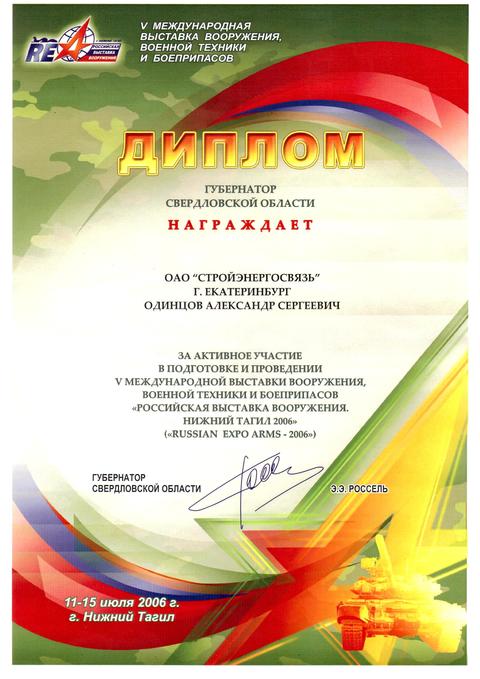 V МЕЖДУНАРОДНАЯ
ВЫСТАВКА ВООРУЖЕНИЯ,
ВОЕННОЙ ТЕХНИКИ
И БОЕПРИПАСОВ
REA
РОССИЙСКАЯ
ВЫСТАВКА
ВООРУЖЕНИЯ
ДИПЛОМ
ГУБЕРНАТОР
СВЕРДЛОВСКОЙ ОБЛАСТИ
НАГРАЖДАЕТ
ОАО “СТРОЙЭНЕРГОСВЯЗЬ”
Г. ЕКАТЕРИНБУРГ
ОДИНЦОВ АЛЕКСАНДР СЕРГЕЕВИЧ
ЗА АКТИВНОЕ УЧАСТИЕ
В ПОДГОТОВКЕ И ПРОВЕДЕНИИ
V МЕЖДУНАРОДНОЙ ВЫСТАВКИ ВООРУЖЕНИЯ,
ВОЕННОЙ ТЕХНИКИ И БОЕПРИПАСОВ
«РОССИЙСКАЯ ВЫСТАВКА ВООРУЖЕНИЯ.
НИЖНИЙ ТАГИЛ 2006»
(«RUSSIAN EXPO ARMS - 2006»)
ГУБЕРНАТОР
СВЕРДЛОВСКОЙ ОБЛАСТИ
Э.Э. РОССЕЛЬ
11-15 июля 2006 г.
г. Нижний Тагил